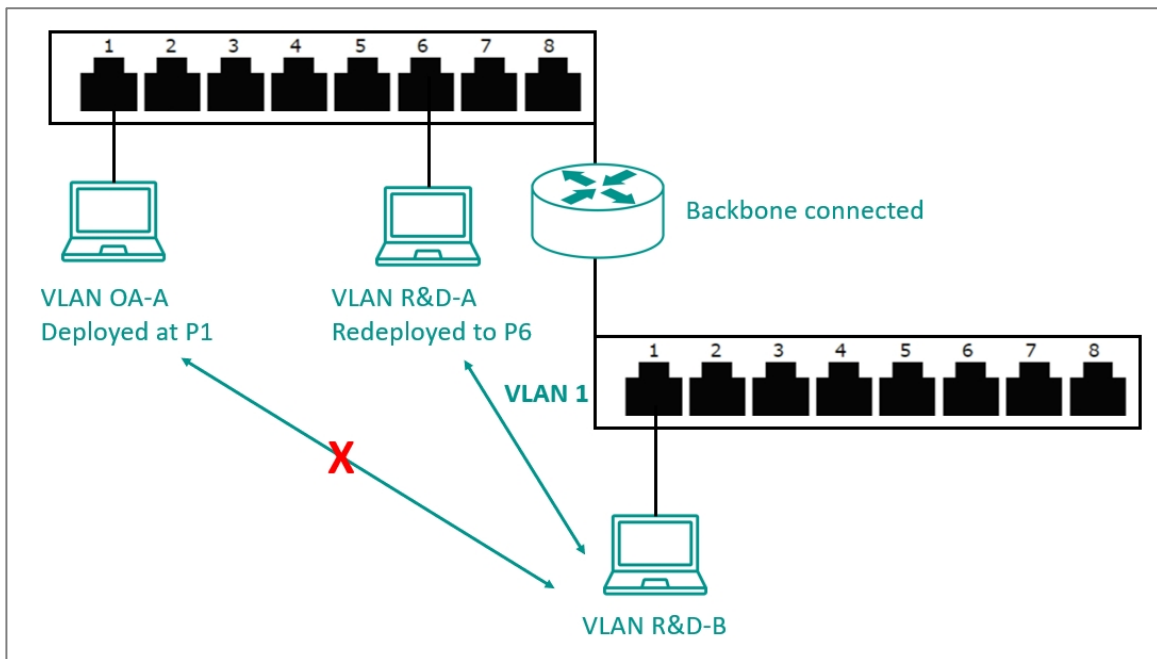 1 2 3 4 5 6 7 8
Backbone connected
VLAN OA-A
Deployed at P1
VLAN R&D-A
Redeployed to P6
1 2 3 4 5 6 7 8
VLAN 1
X
VLAN R&D-B